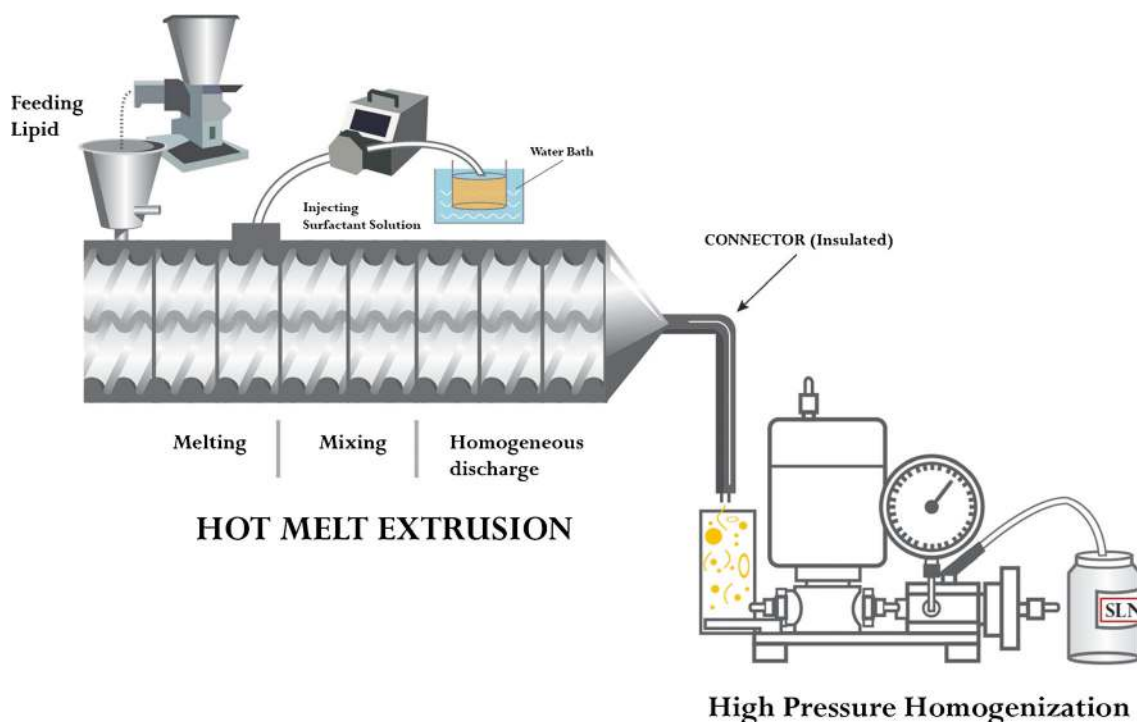 Feeding
Lipid
Water Bath
Injecting
Surfactant Solution
CONNECTOR (Insulated)
Melting
Mixing
Homogeneous
discharge
HOT MELT EXTRUSION
SLN
High Pressure Homogenization